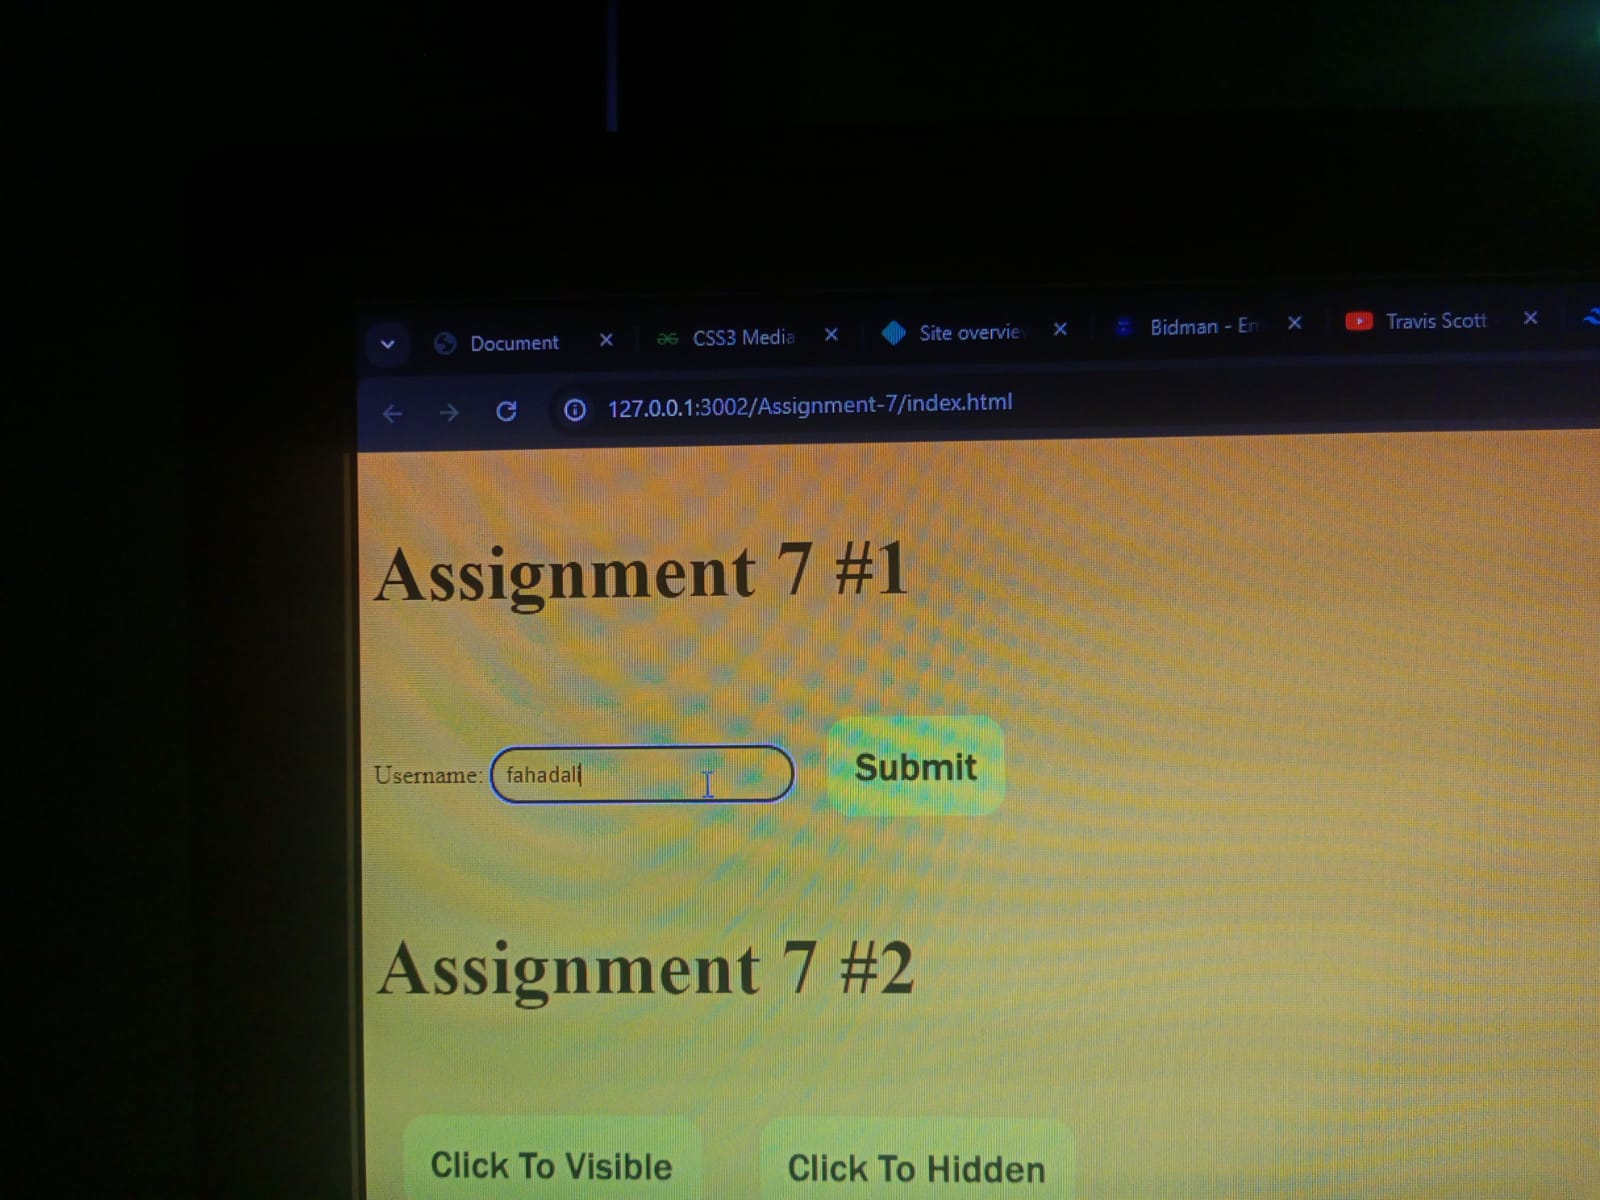 Document
CSS3 Media
Site overvie
Bidman - En
Travis Scott
127.0.0.1:3002/Assignment-7/index.html
Assignment 7 #1
Username: fahadali
Submit
Assignment 7 #2
Click To Visible
Click To Hidden